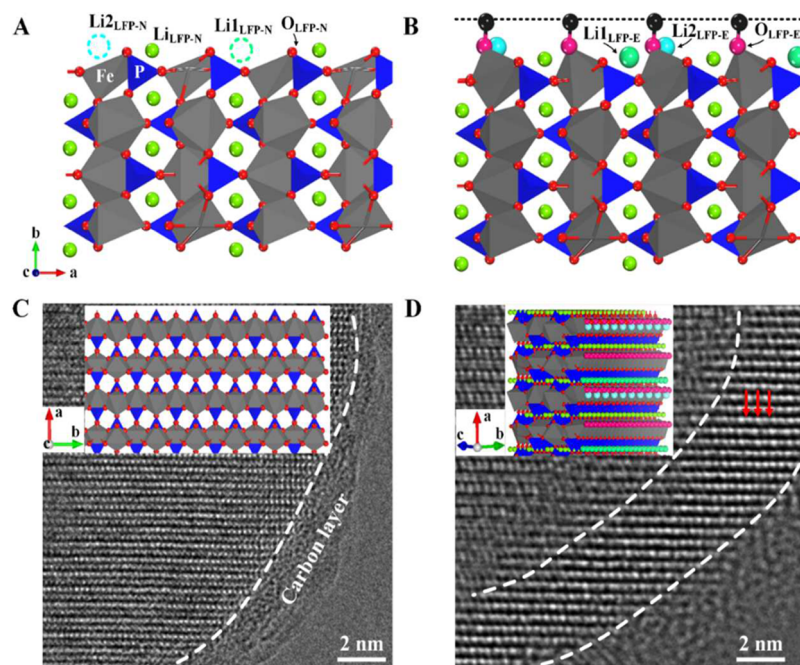 A
Li2LFP-N
LiLFP-N
Li1LFP-N
OLFP-N
Fe
P
b
c
a
B
Li1LFP-E
Li2LFP-E
OLFP-E
C
a
c
b
Carbon layer
2 nm
D
a
c
b
2 nm